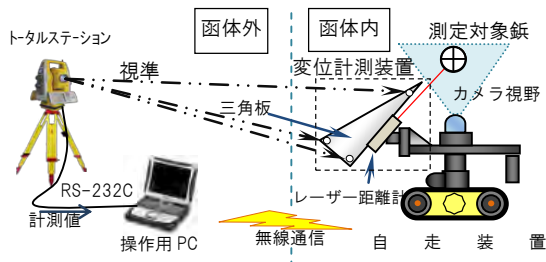 函体外
函体内
測定対象鋲
トータルステーション
視準
変位計測装置
カメラ視野
三角板
RS-232C
計測値
レーザー距離計
操作用 PC
無線通信
自走装置